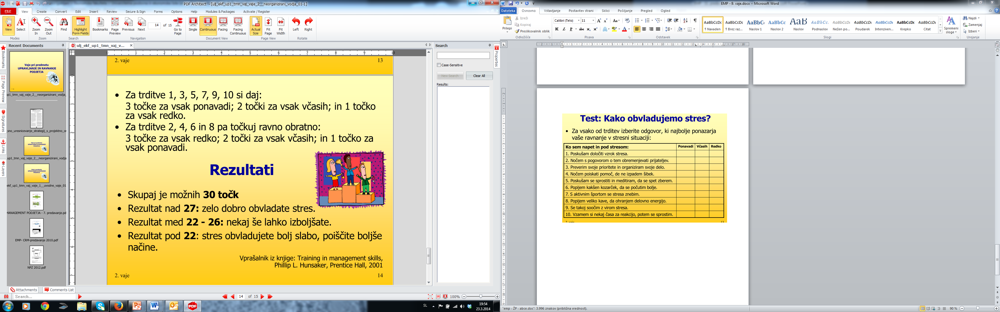 PDF Architect - [ulj_ekf_up1_tmn_vaj_vaje_2__neorganizirani_vodja_01-1]
FILE View Create Convert Edit Insert Review Secure & Sign Forms Options Help Modules & Packages Activate / Register
View Select Zoom In Zoom Out Find Highlight Form Fields Bookmarks Page Preview Previous Next 14 of 15 Go to Page Single Continuous Facing Facing Continuous Actual Size Fit Page Fit Width Left Right
Modes Zoom Search Navigation Document View Page View Rotate
Recent Documents
ulj_ekf_up1_tmn_vaj_v...
Bookmarks
Page Preview
Signatures
Links
Layers
Vaje pri predmetu
UPRAVLJANJE IN RAVNANJE
PODJETJA
up1_tmn_vaj_vaje_2__neorganizirani_vodja_
sno_uresnicevanje_strategij_s_projektno_or
up1_tmn_vaj_vaje_2__neorganizirani_vodja
ekf_up1_tmn_vaj_vaje_1__uvodne_vaje_01
MANAGEMENT PODJETJA - 7. predavanje.pd
EMP- CRM-predavanje 2010.pdf
NPZ 2012.pdf
2. vaje 13
• Za trditve 1, 3, 5, 7, 9, 10 si daj:
3 točke za vsak ponavadi; 2 točki za vsak včasih; in 1 točko
za vsak redko.
• Za trditve 2, 4, 6 in 8 pa točkuj ravno obratno:
3 točke za vsak redko; 2 točki za vsak včasih; in 1 točko za
vsak ponavadi.
Rezultati
• Skupaj je možnih 30 točk
• Rezultat nad 27: zelo dobro obvladate stres.
• Rezultat med 22 - 26: nekaj še lahko izboljšate.
• Rezultat pod 22: stres obvladujete bolj slabo, poiščite boljše
načine.
Vprašalnik iz knjige: Training in management skills,
Phillip L. Hunsaker, Prentice Hall, 2001
2. vaje 14
Search
Case-Sensitive
New Search Clear All
Results:
Properties
Attachments Comments List
Search... 14 of 15 100%
SL 19:54
23.3.2014
EMP - 9. vaje.docx - Microsoft Word
Datoteka Osnovno Vstavljanje Postavitev strani Sklici Pošiljanje Pregled Ogled
Prilepi Izreži Kopiraj Preslikovalnik oblik
Calibri (Telo) 11
AaBbCcDc AaBbCcDc AaBbC AaBbCc AaB AaBbCc. AaBbCcDc AaBbCcDc AaBbCcDc AaBbCcDc AaBbCcDc
¶ Navaden ¶ Brez raz... Naslov 1 Naslov 2 Naslov Podnaslov Nežen po... Poudarek Intenziven... Krepko Citat
Spremeni sloge Najdi Zamenjaj Izberi
Odložišče Pisava Odstavek Slogi Urejanje
Test: Kako obvladujemo stres?
• Za vsako od trditev izberite odgovor, ki najbolje ponazarja
vaše ravnanje v stresni situaciji:
Ko sem napet in pod stresom: Ponavadi Včasih Redko
1. Poskušam določiti vzrok stresa.
2. Nočem s pogovorom o tem obremenjevati prijateljev.
3. Preverim svoje prioritete in organiziram svoje delo.
4. Nočem poiskati pomoč, de ne izpadem šibek.
5. Poskušam se sprostiti in meditiram, da se spet zberem.
6. Popijem kakšen kozarček, da se počutim bolje.
7. S aktivnim športom se stresa znebim.
8. Popijem veliko kave, da ohranjem delovno energijo.
9. Se takoj soočim z virom stresa.
10. Vzamem si nekaj časa za reakcijo, potem se sprostim.
2. vaje 13
"emp - ŽP - abce.doc": 3.996 znakov (približna vrednost). 90 %